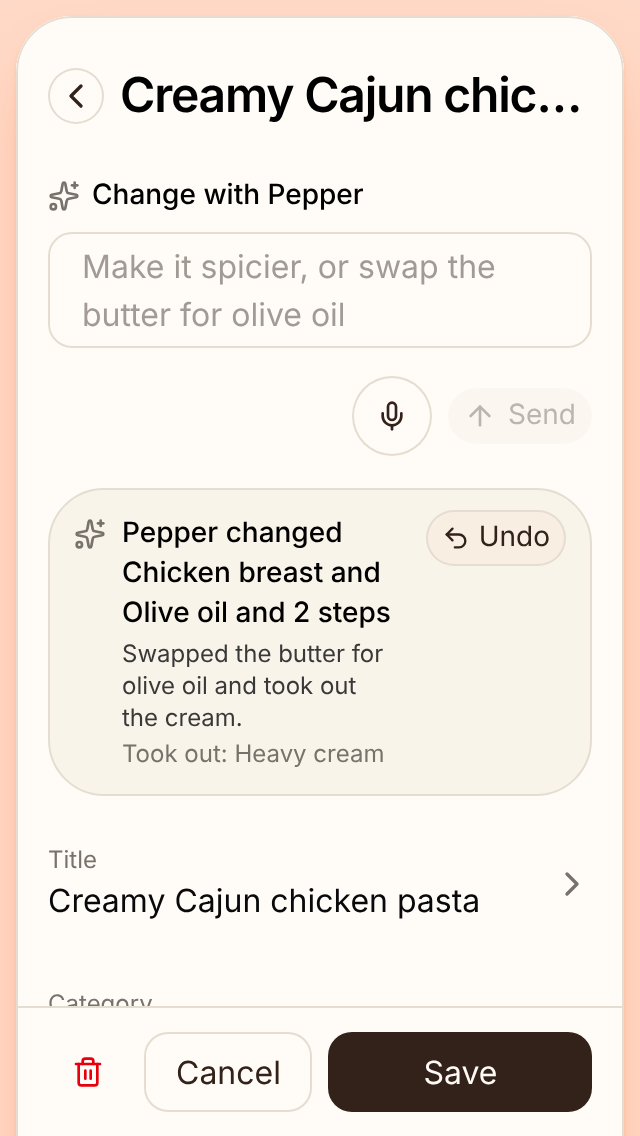 Creamy Cajun chic...
Change with Pepper
Make it spicier, or swap the
butter for olive oil
Send
Pepper changed
Chicken breast and
Olive oil and 2 steps
Undo
Swapped the butter for
olive oil and took out
the cream.
Took out: Heavy cream
Title
Creamy Cajun chicken pasta
Category
Cancel
Save